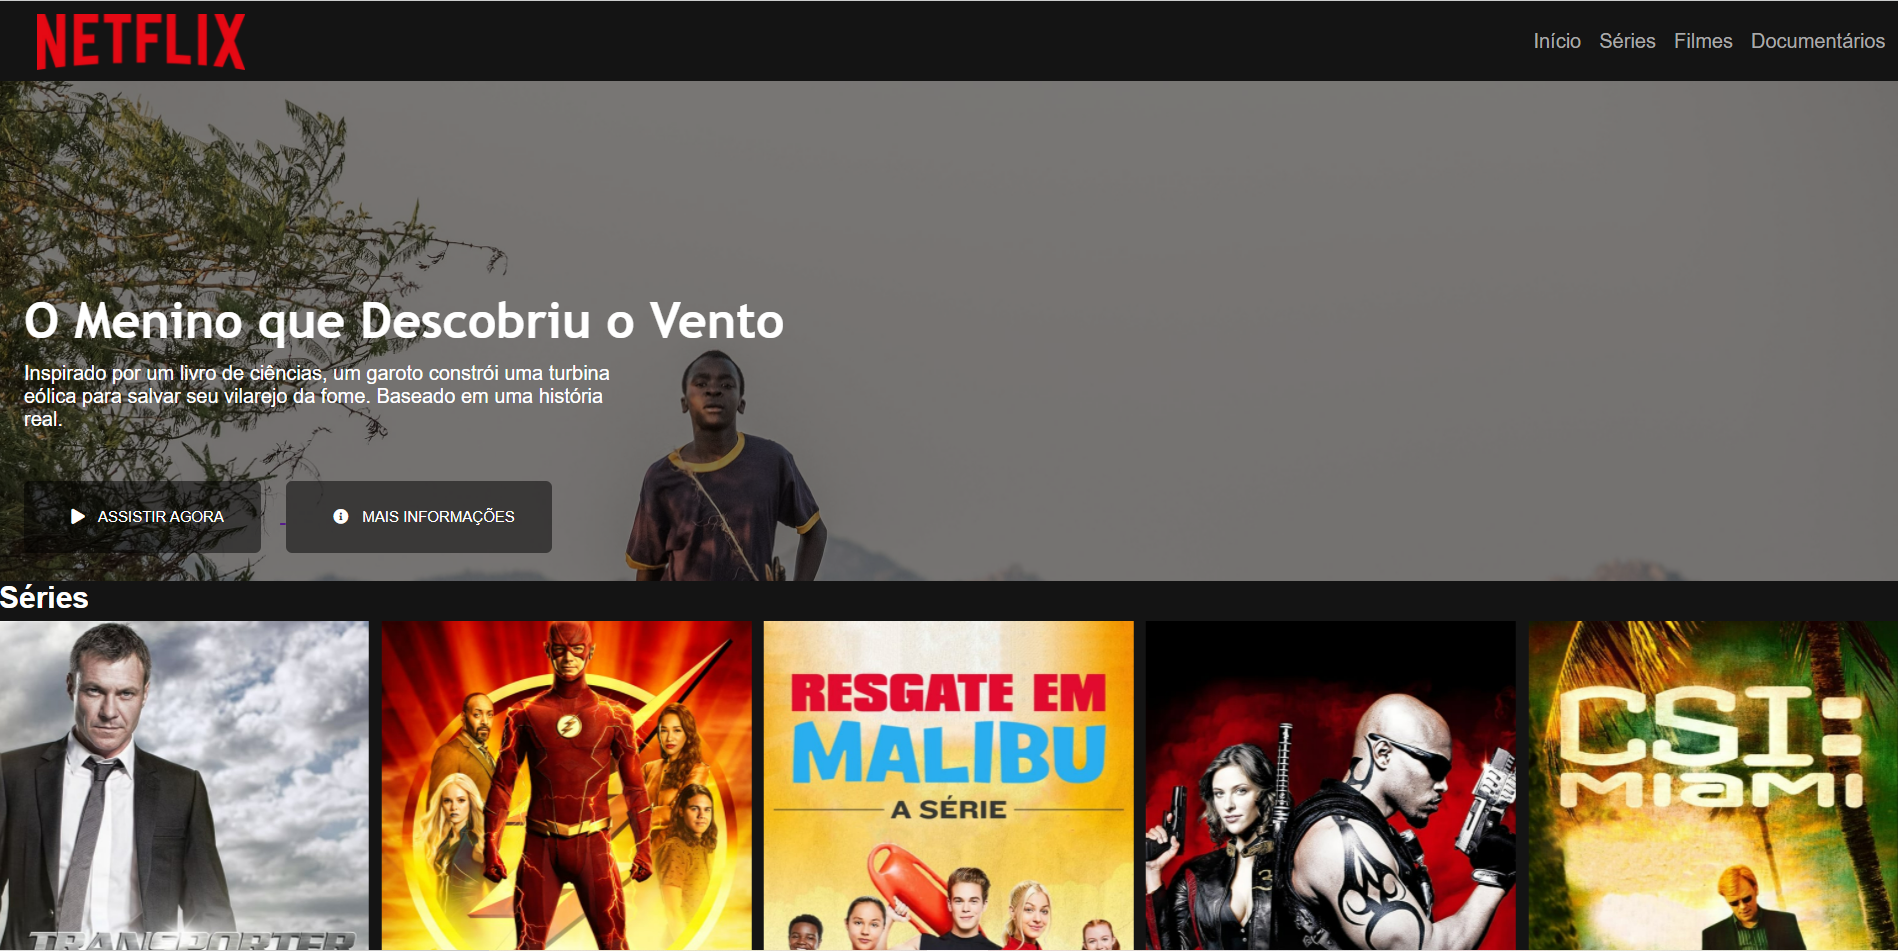 NETFLIX
Início Séries Filmes Documentários
O Menino que Descobriu o Vento
Inspirado por um livro de ciências, um garoto constrói uma turbina
eólica para salvar seu vilarejo da fome. Baseado em uma história
real.
ASSISTIR AGORA MAIS INFORMAÇÕES
Séries
RESGATE EM
MALIBU
A SÉRIE
CSI:
MIAMI
TRANSPORTER